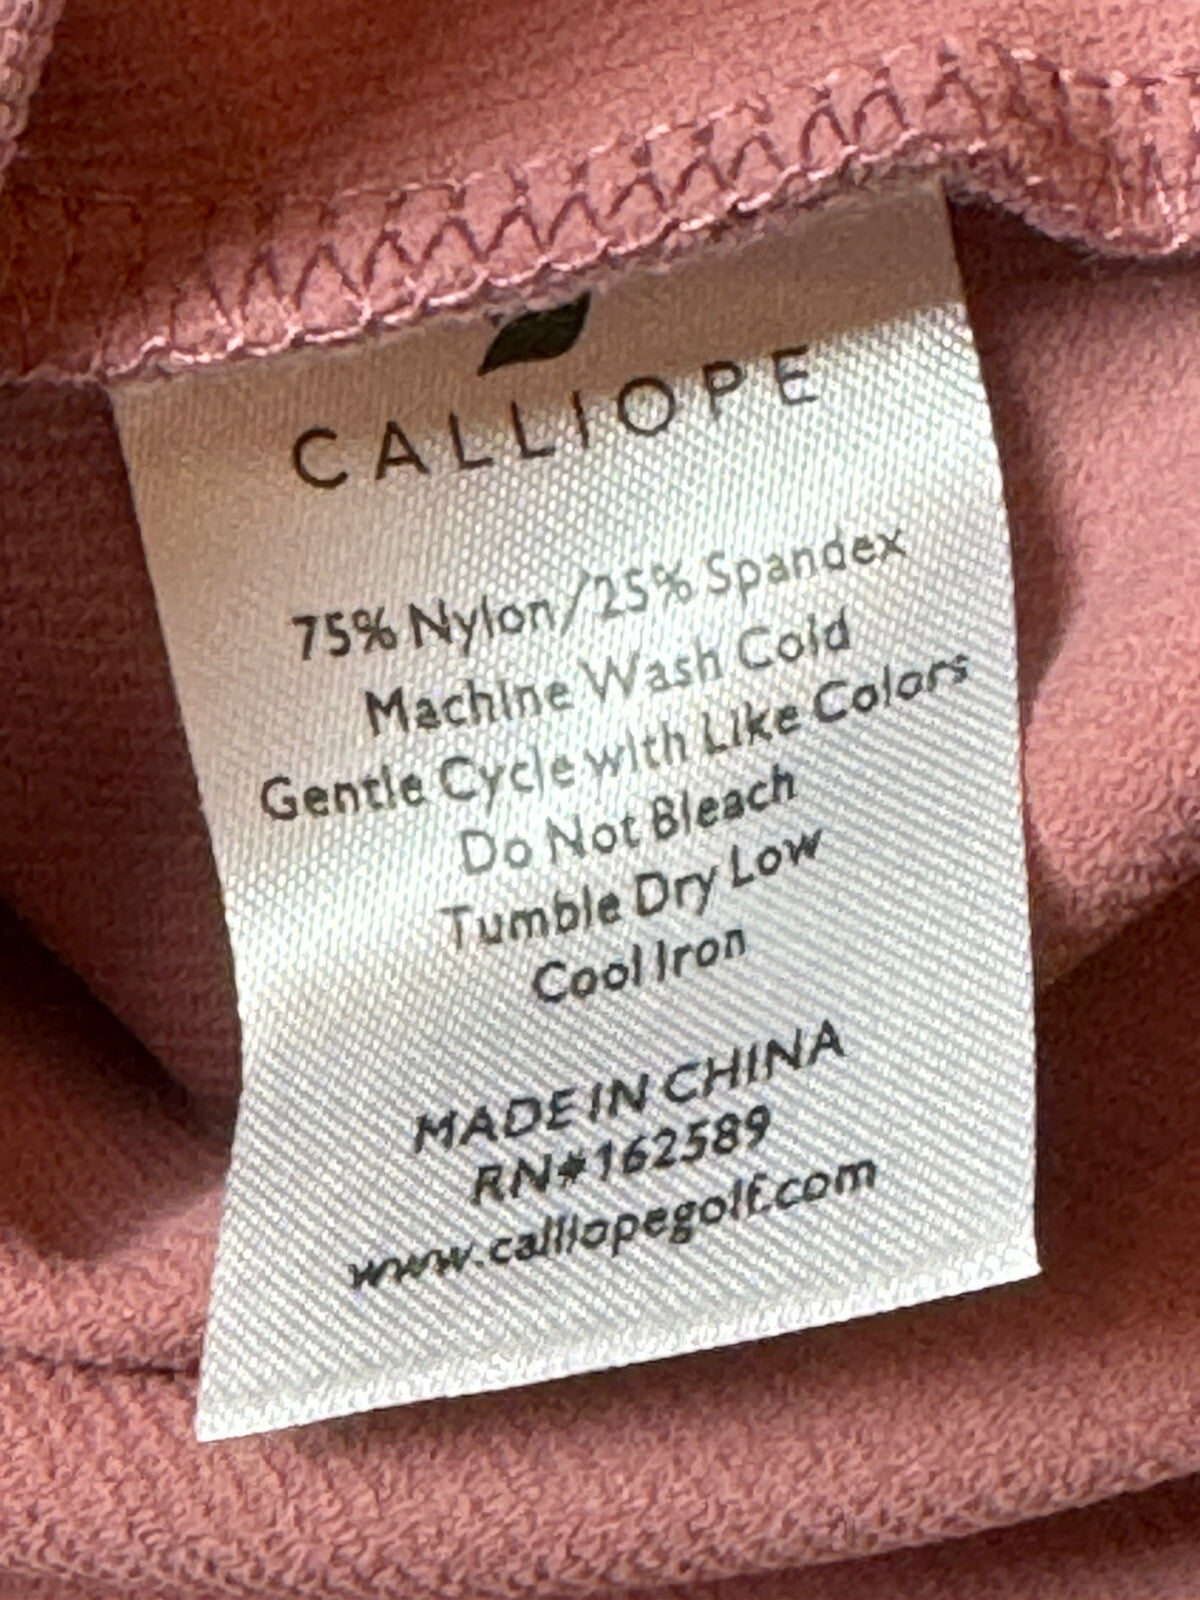 CALLIOPE
75% Nylon/25% Spandex
Machine Wash Cold
Gentle Cycle with Like Colors
Do Not Bleach
Tumble Dry Low
Cool Iron
MADE IN CHINA
RN#162589
www.calliopegolf.com